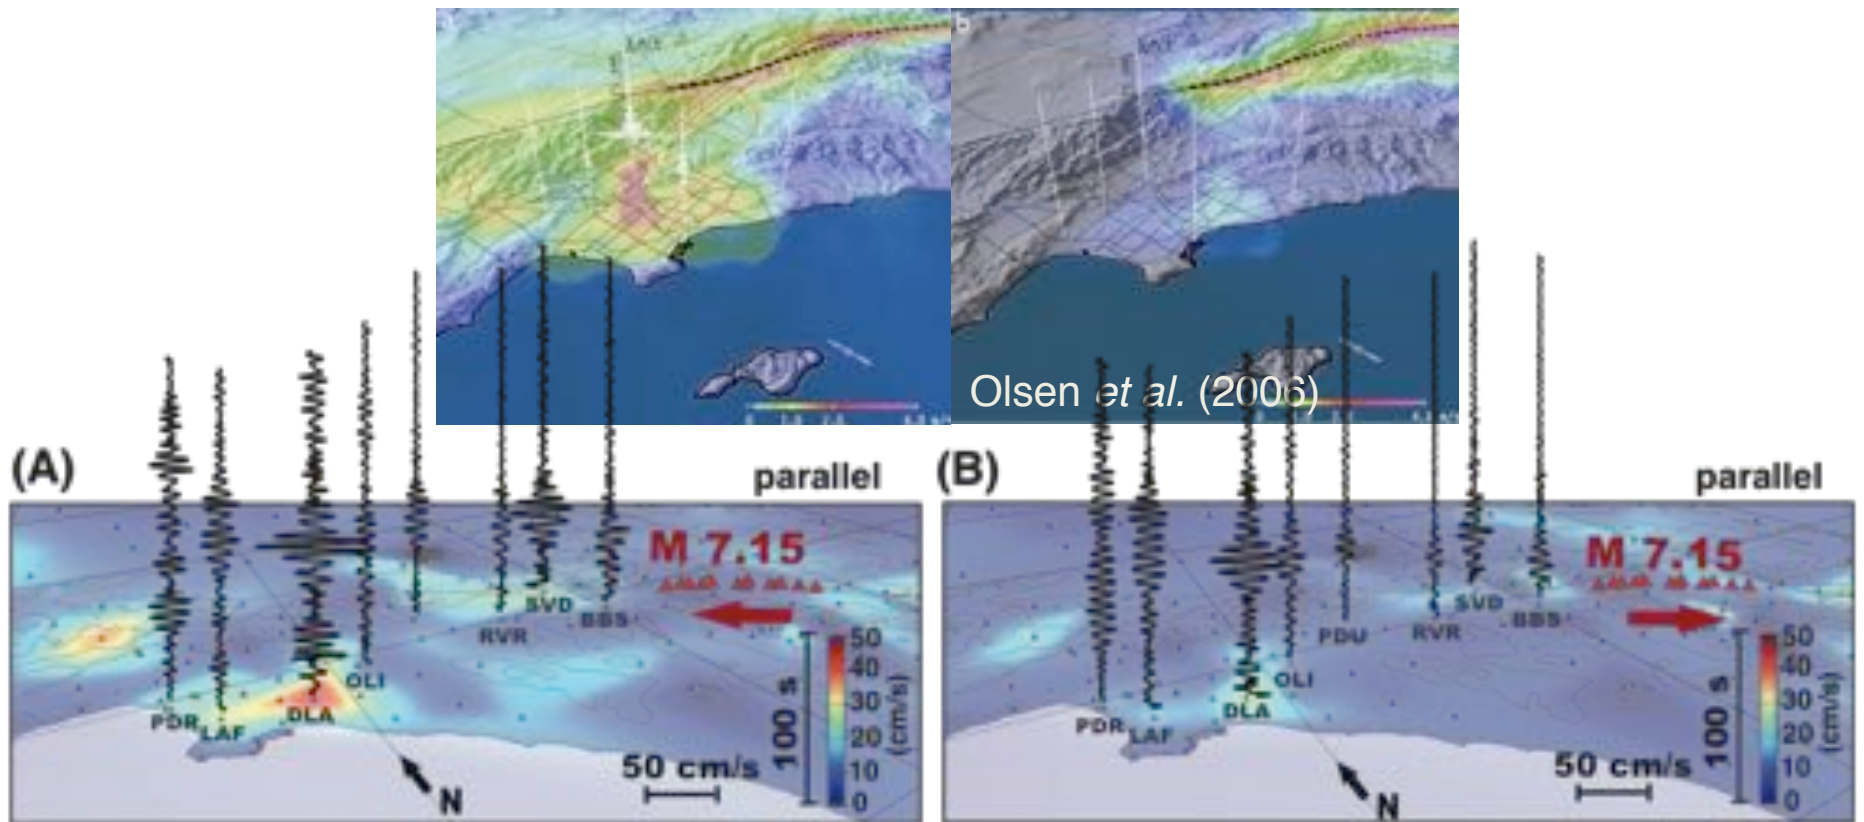 b
Olsen et al. (2006)
(A)
parallel
M 7.15
SVD
BBS
RVR
OLI
PDR
LAF
DLA
50
40
30
20
10
0
(cm/s)
100 s
50 cm/s
N
(B)
parallel
M 7.15
SVD
BBS
PDU
RVR
OLI
DLA
PDR
LAF
50
40
30
20
10
0
(cm/s)
100 s
50 cm/s
N